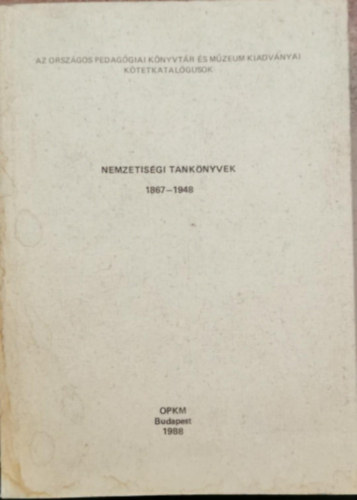 AZ ORSZÁGOS PEDAGÓGIAI KÖNYVTÁR ÉS MÚZEUM KIADVÁNYAI
KÖTETKATALÓGUSOK
NEMZETISÉGI TANKÖNYVEK
1867–1948
OPKM
Budapest
1988